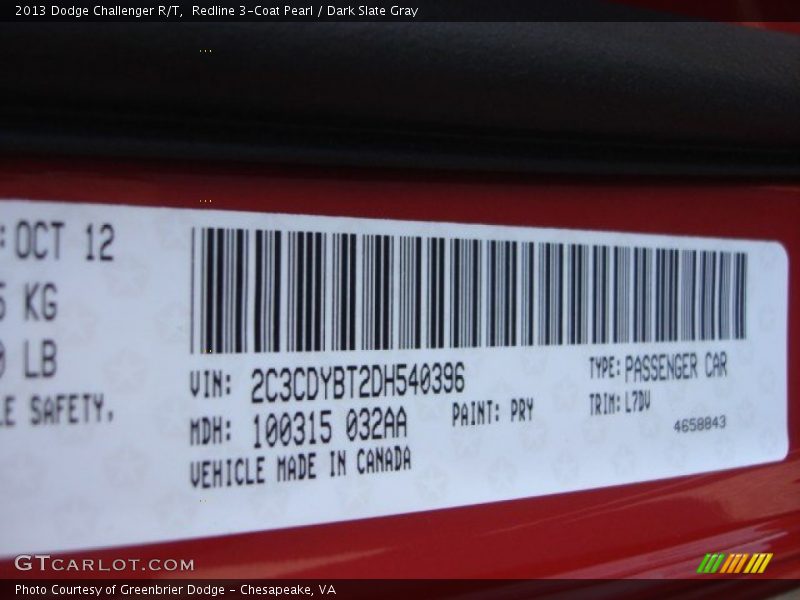 2013 Dodge Challenger R/T, Redline 3-Coat Pearl / Dark Slate Gray
:OCT 12
KG
LB
SAFETY.
VIN: 2C3CDYBT2DH540396
TYPE: PASSENGER CAR
MDH: 100315 032AA
PAINT: PRY
TRIM: L7DV
VEHICLE MADE IN CANADA
4658843
GTCARLOT.COM
Photo Courtesy of Greenbrier Dodge - Chesapeake, VA